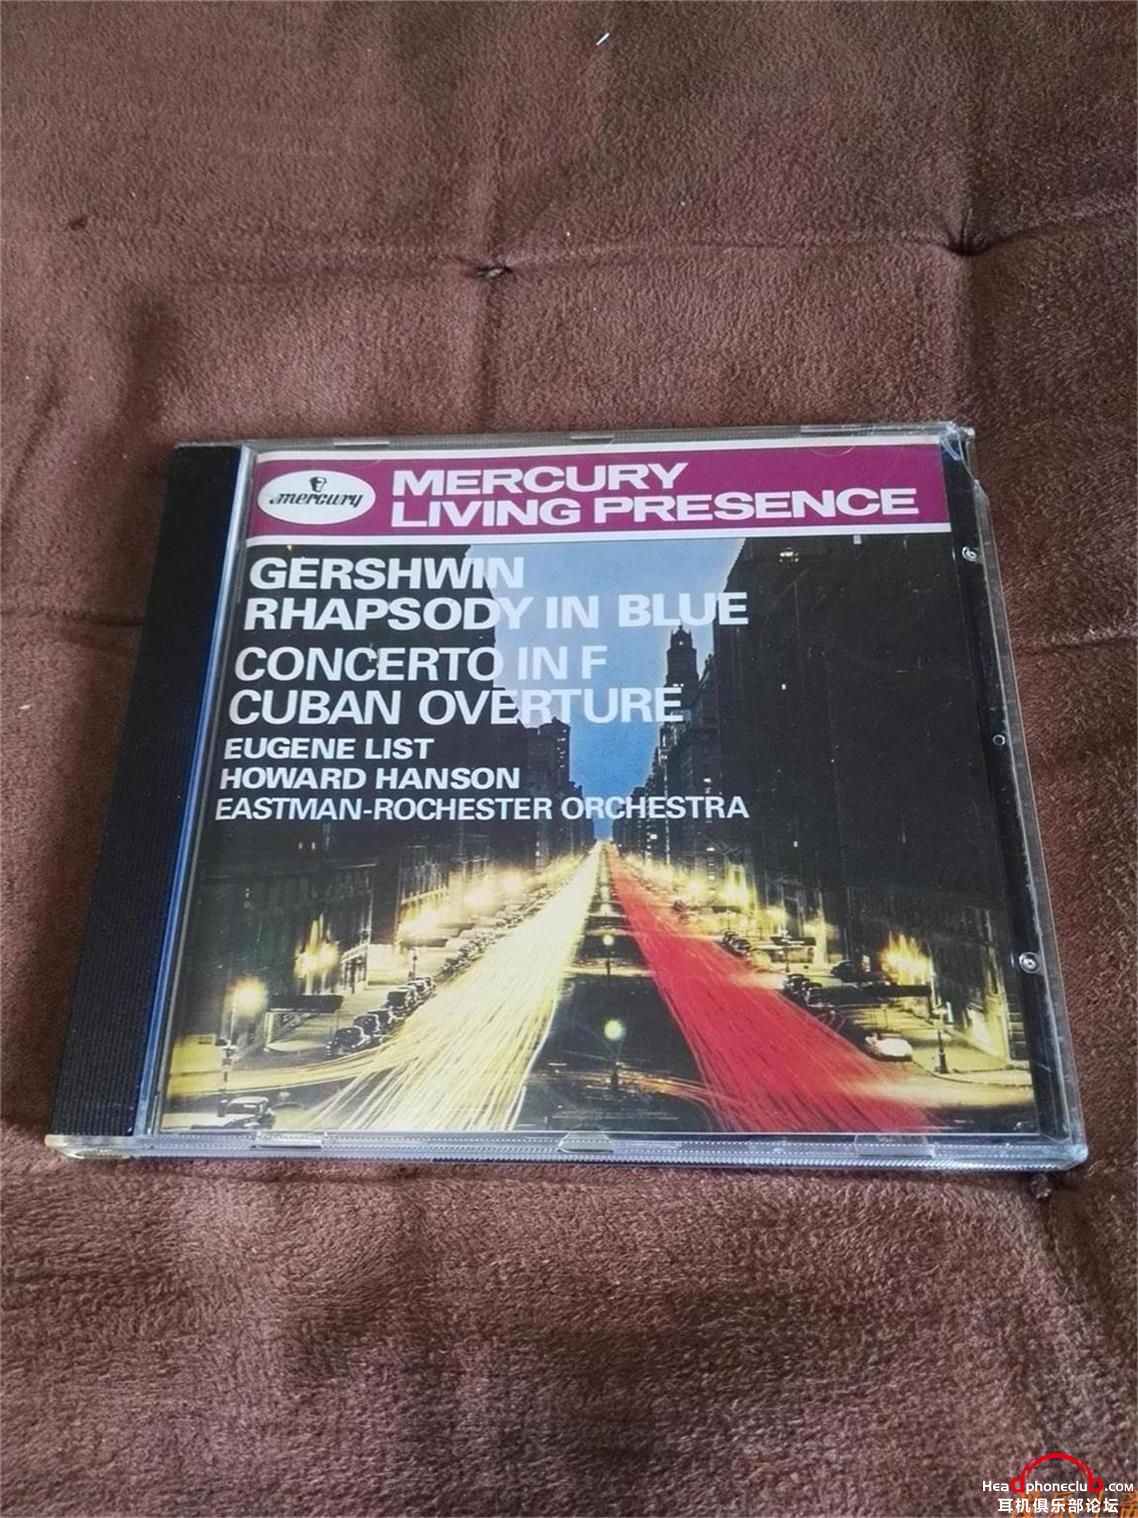 mercury
MERCURY
LIVING PRESENCE
GERSHWIN
RHAPSODY IN BLUE
CONCERTO IN F
CUBAN OVERTURE
EUGENE LIST
HOWARD HANSON
EASTMAN-ROCHESTER ORCHESTRA
Headphoneclub.COM
耳机俱乐部论坛